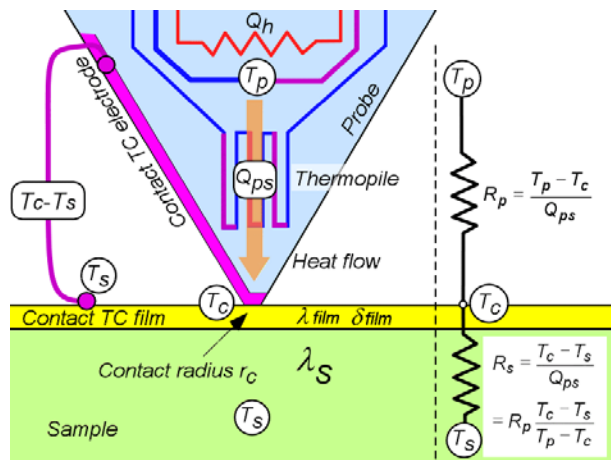 Qh
Tp
Contact TC electrode
Probe
Tp
Qps
Thermopile
Tc-Ts
Rp = Tp − Tc / Qps
Heat flow
Ts
Tc
Tc
Contact TC film
λfilm δfilm
Contact radius rc
λS
Rs = Tc − Ts / Qps
= Rp Tc − Ts / Tp − Tc
Ts
Ts
Sample